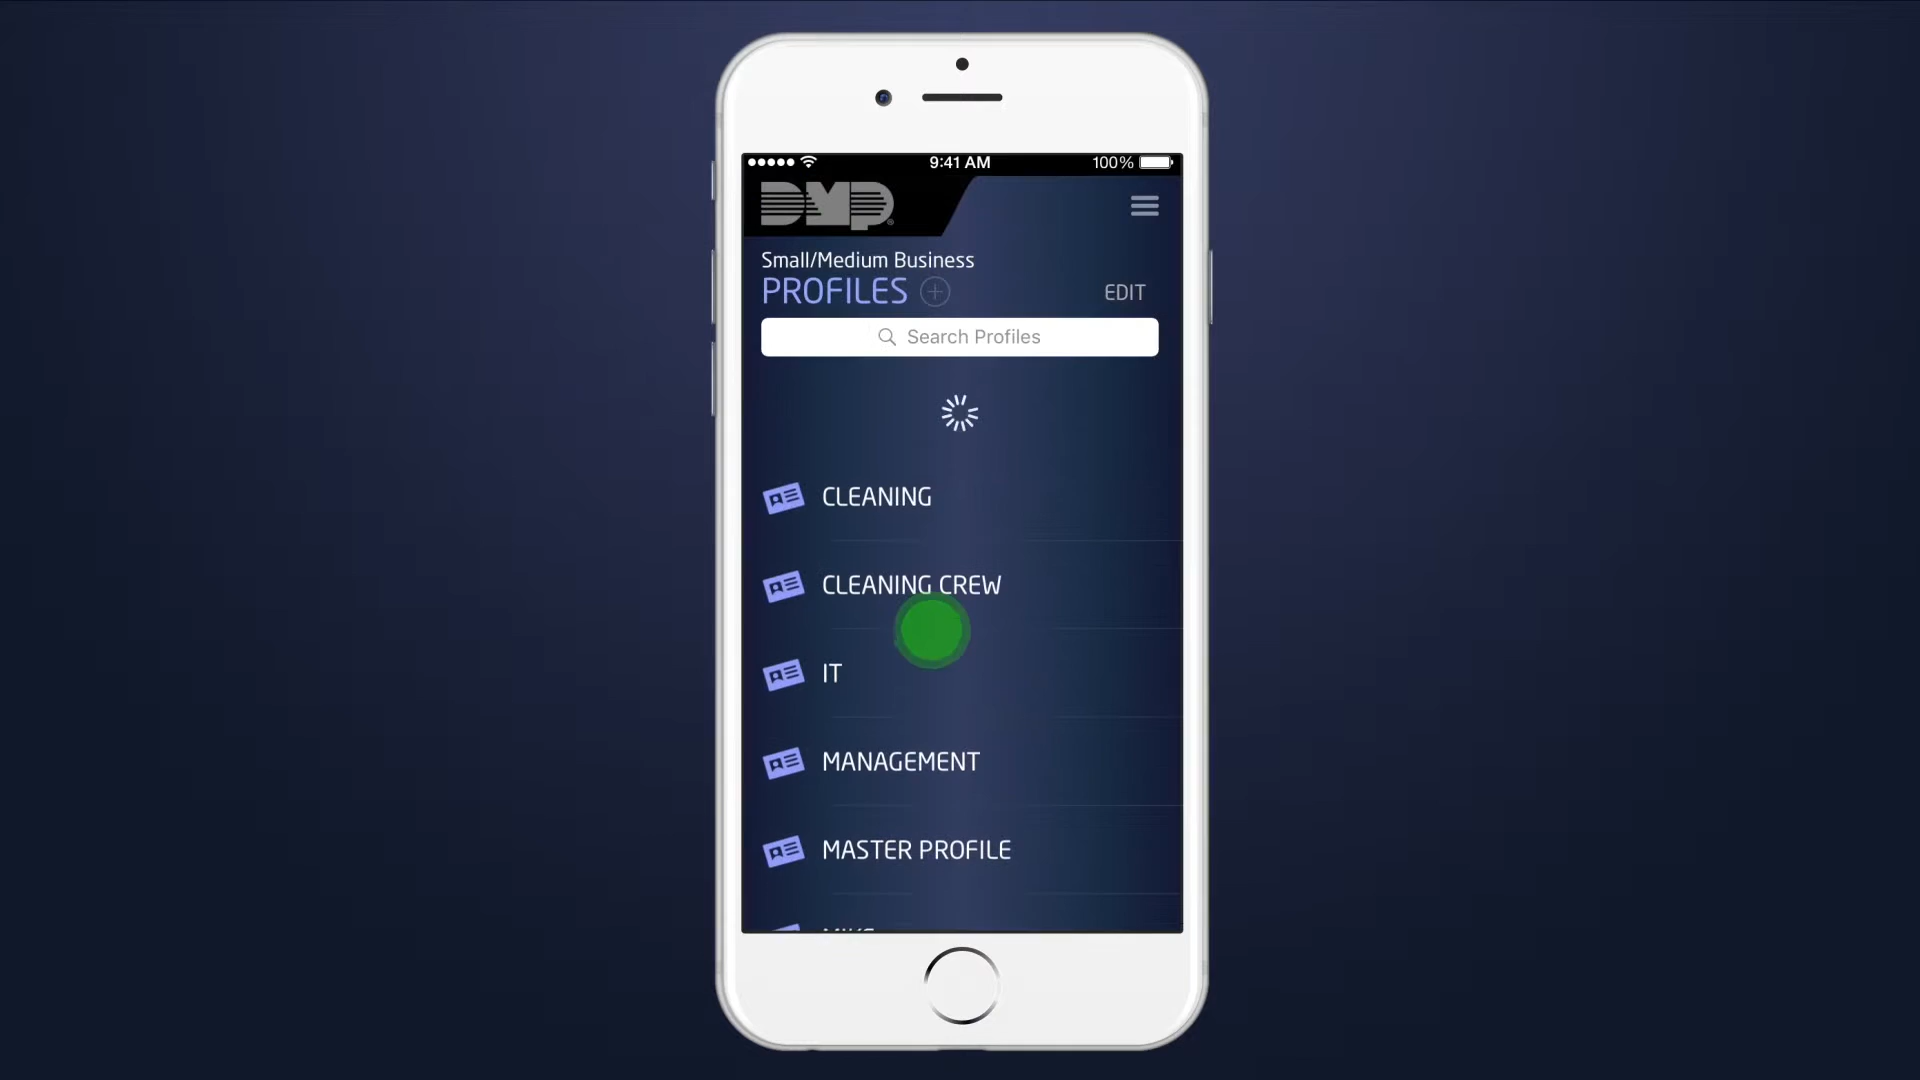 9:41 AM
100%
DMP
Small/Medium Business
PROFILES
EDIT
Search Profiles
CLEANING
CLEANING CREW
IT
MANAGEMENT
MASTER PROFILE